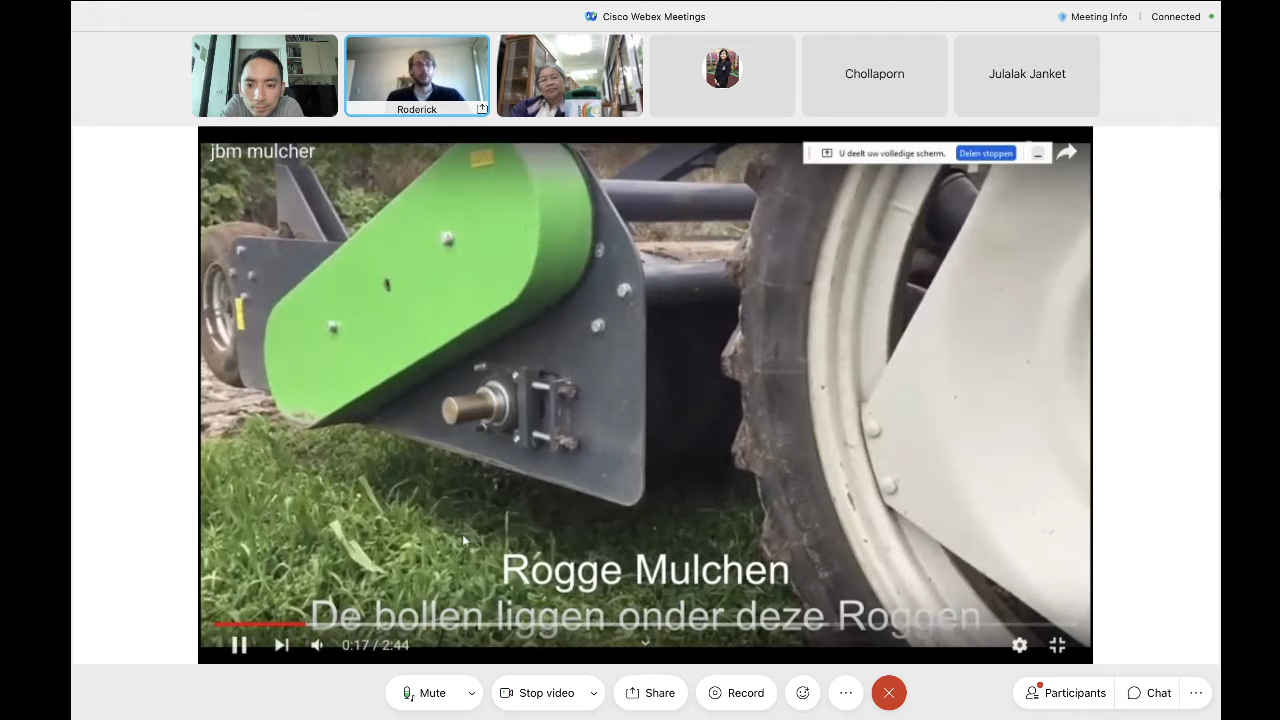 Cisco Webex Meetings
Meeting Info
Connected
Roderick
Chollaporn
Julalak Janket
jbm mulcher
U deelt uw volledige scherm.
Delen stoppen
Rogge Mulchen
De bollen liggen onder deze Roggen
0:17 / 2:44
Mute
Stop video
Share
Record
Participants
Chat